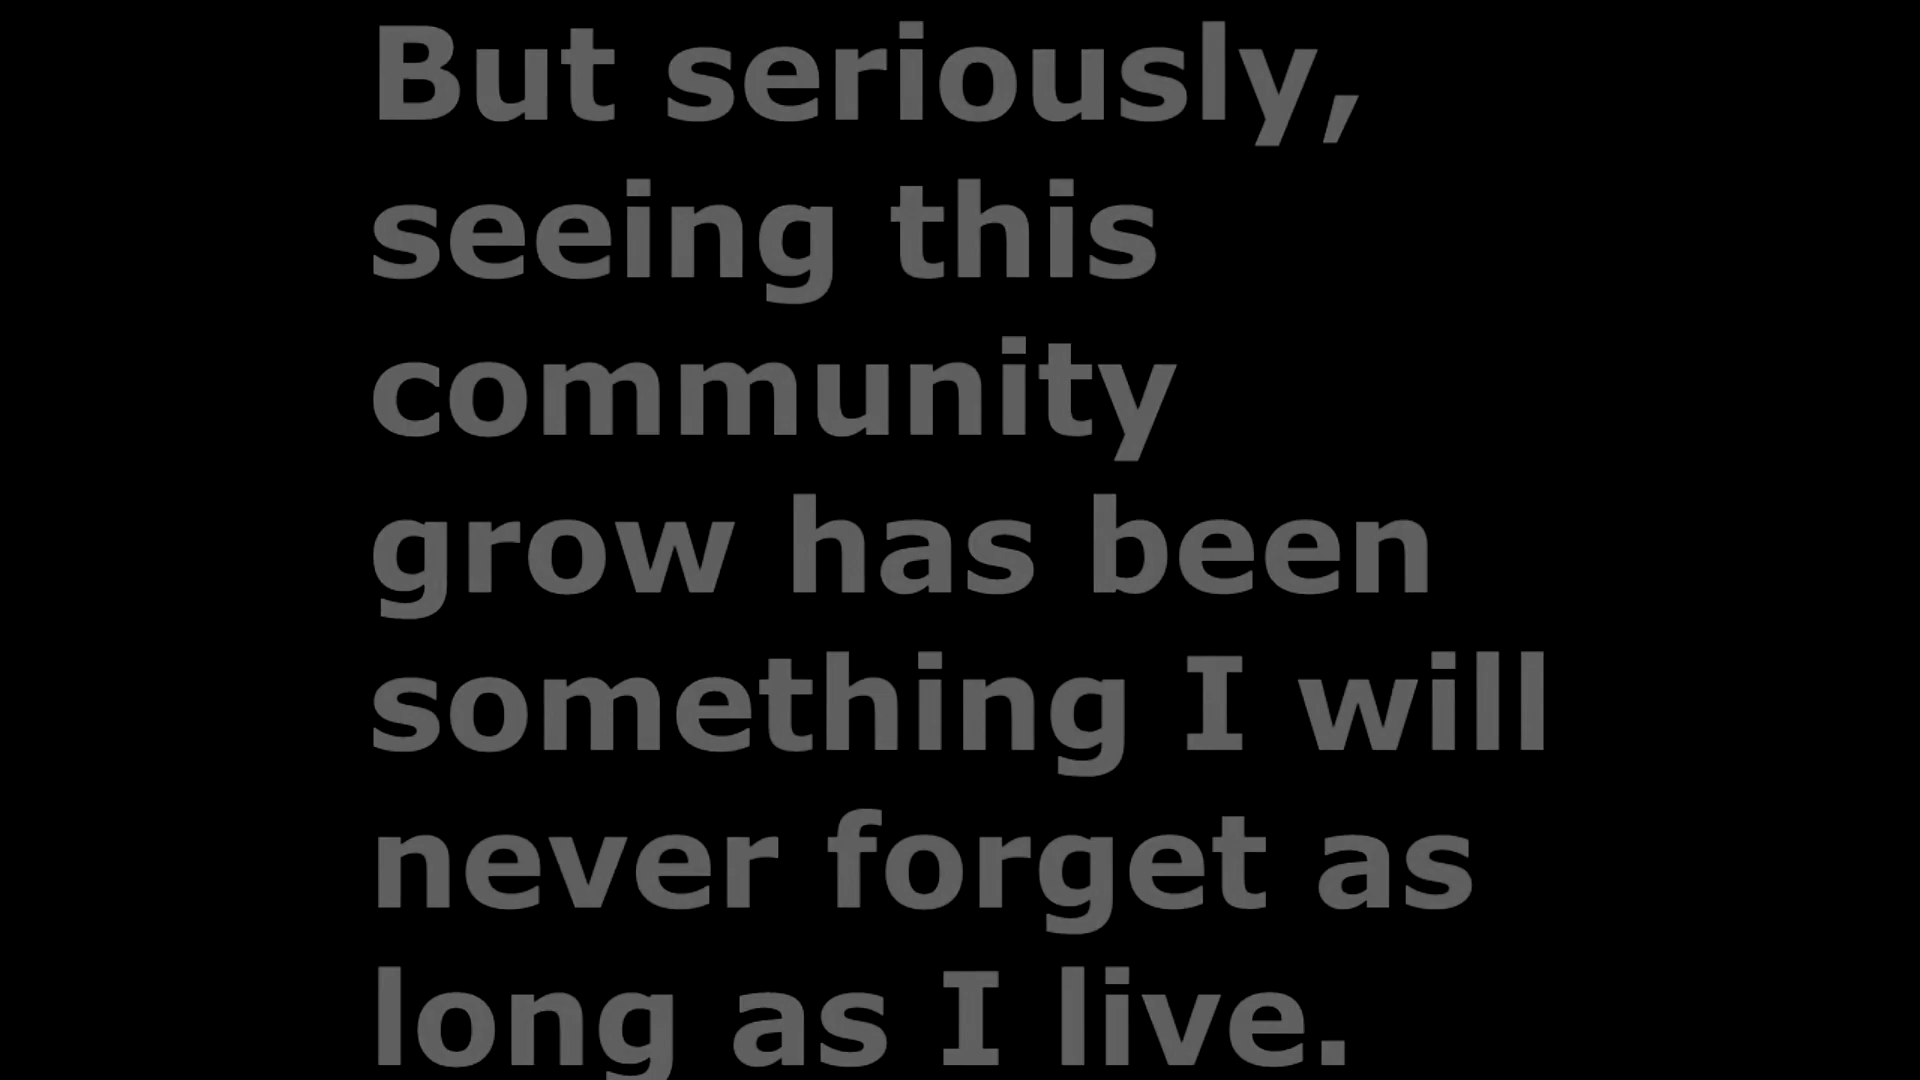 But seriously,
seeing this
community
grow has been
something I will
never forget as
long as I live.